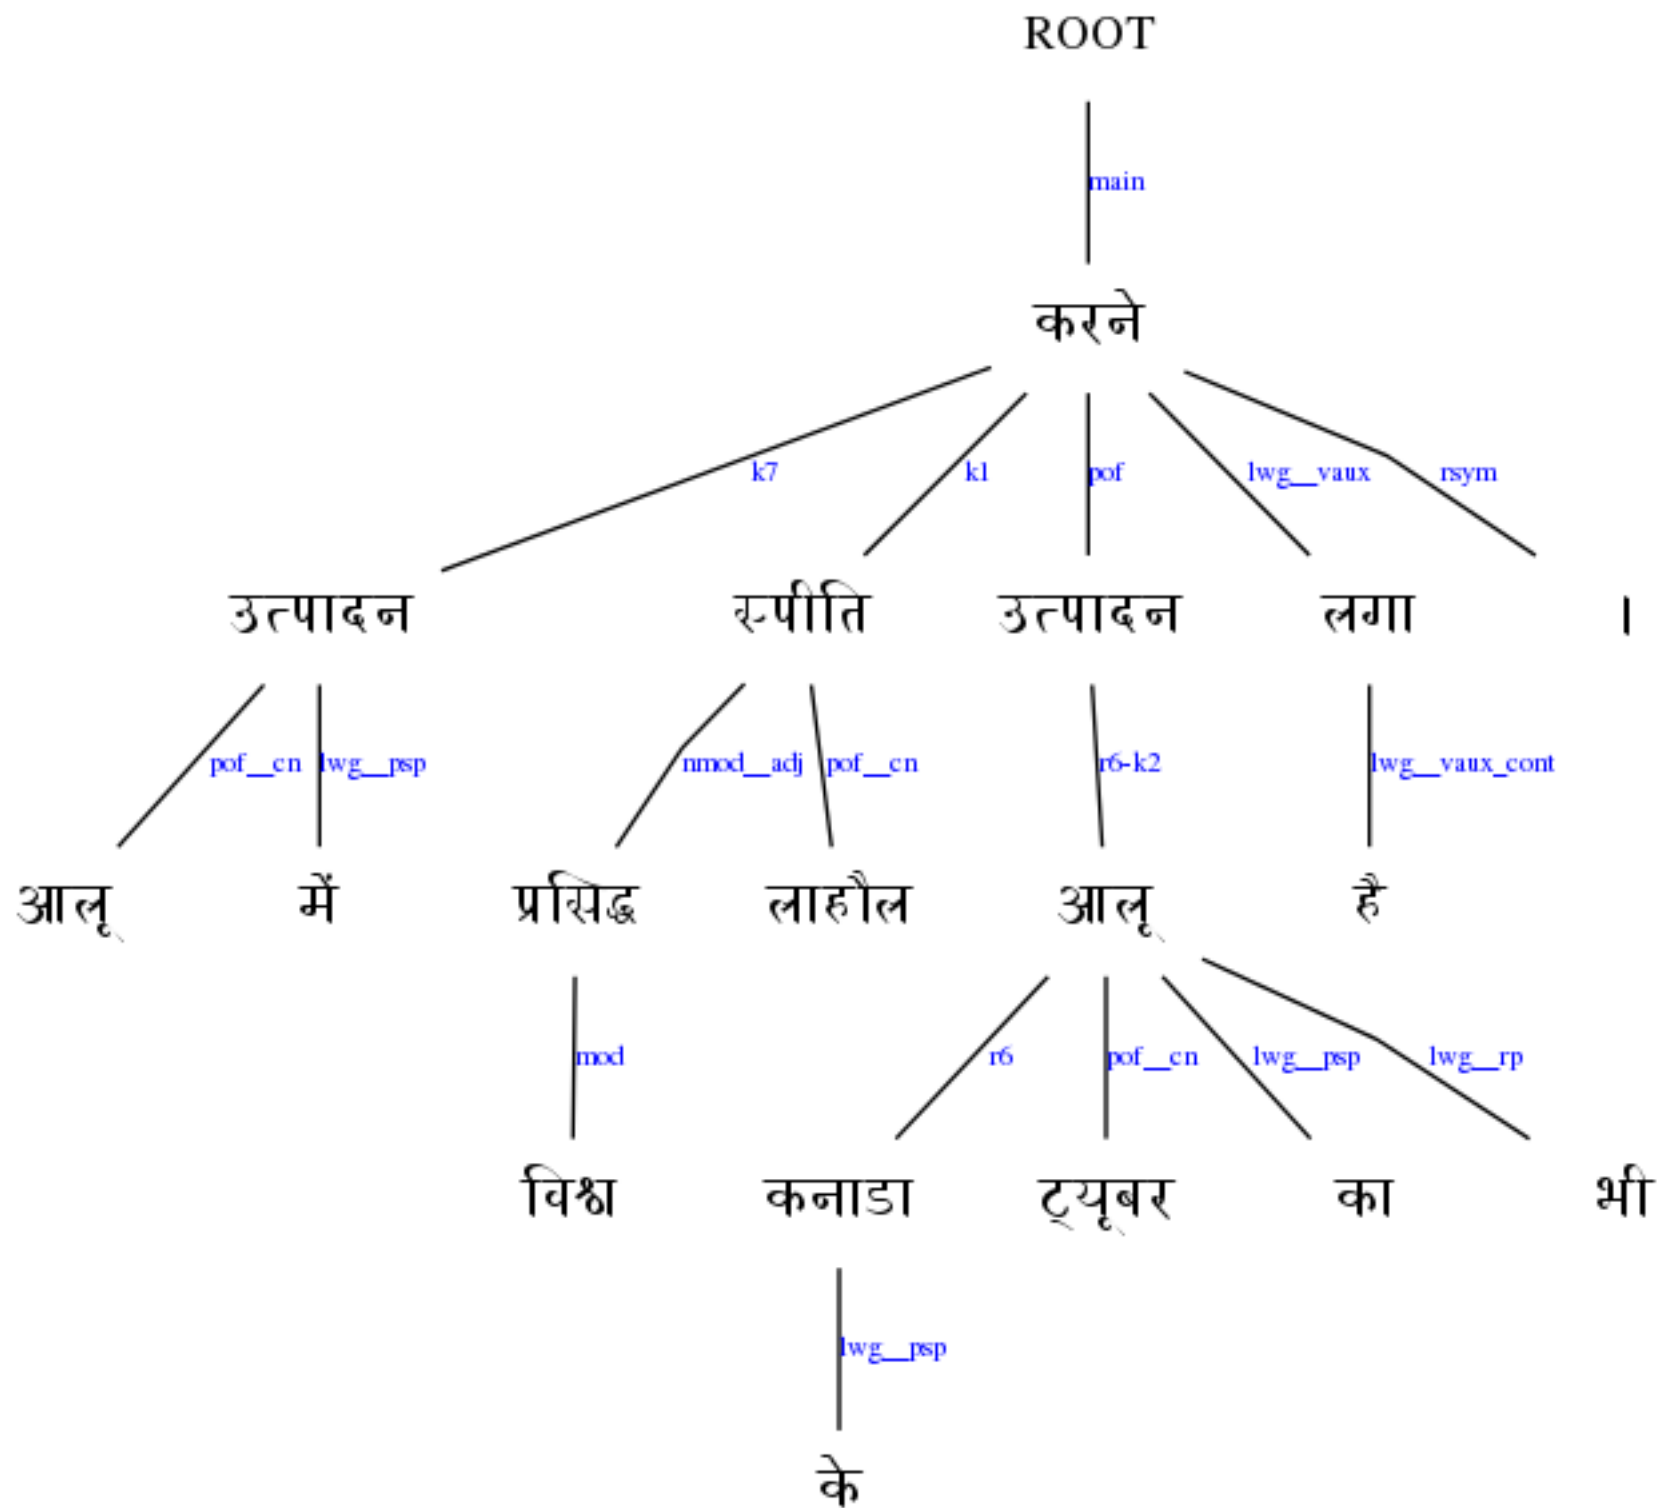 ROOT
main
करने
k7 k1 pof lwg__vaux rsym
उत्पादन स्पीति उत्पादन लगा ।
pof__cn lwg__psp nmod__adj pof__cn r6-k2 lwg__vaux_cont
आलू में प्रसिद्ध लाहौल आलू है
mod r6 pof__cn lwg__psp lwg__rp
विश्व कनाडा ट्यूबर का भी
lwg__psp
के